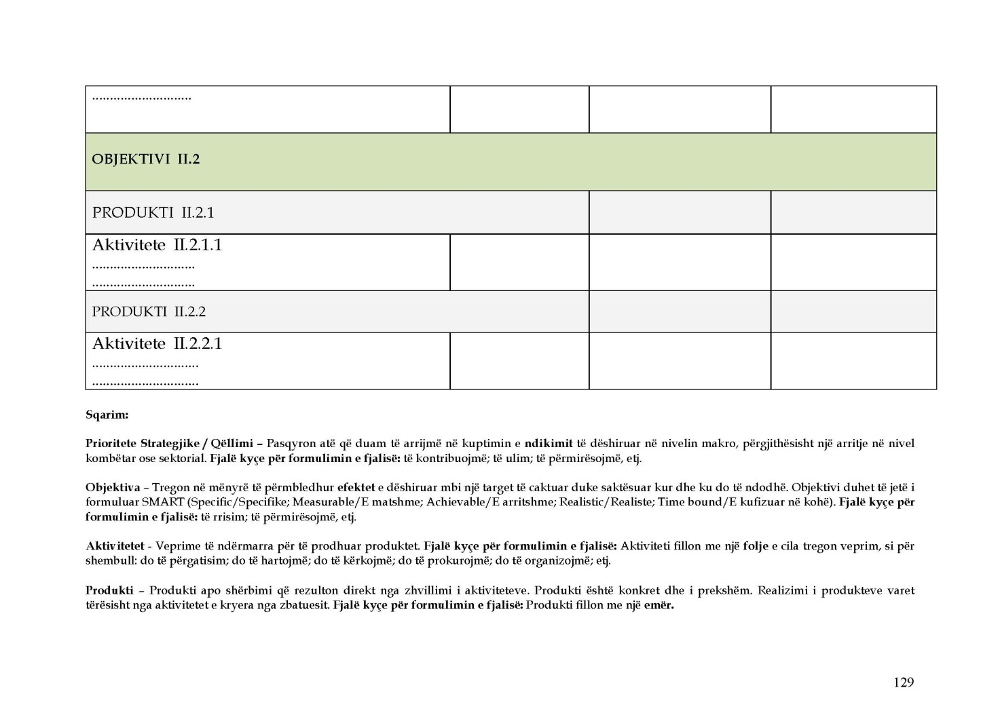 ............................
OBJEKTIVI II.2
PRODUKTI II.2.1
Aktivitete II.2.1.1
.............................
.............................
PRODUKTI II.2.2
Aktivitete II.2.2.1
..............................
..............................
Sqarim:
Prioritete Strategjike / Qëllimi – Pasqyron atë që duam të arrijmë në kuptimin e ndikimit të dëshiruar në nivelin makro, përgjithësisht një arritje në nivel
kombëtar ose sektorial. Fjalë kyçe për formulimin e fjalisë: të kontribuojmë; të ulim; të përmirësojmë, etj.
Objektiva – Tregon në mënyrë të përmbledhur efektet e dëshiruar mbi një target të caktuar duke saktësuar kur dhe ku do të ndodhë. Objektivi duhet të jetë i
formuluar SMART (Specific/Specifike; Measurable/E matshme; Achievable/E arritshme; Realistic/Realiste; Time bound/E kufizuar në kohë). Fjalë kyçe për
formulimin e fjalisë: të rrisim; të përmirësojmë, etj.
Aktivitetet - Veprime të ndërmarra për të prodhuar produktet. Fjalë kyçe për formulimin e fjalisë: Aktiviteti fillon me një folje e cila tregon veprim, si për
shembull: do të përgatisim; do të hartojmë; do të kërkojmë; do të prokurojmë; do të organizojmë; etj.
Produkti – Produkti apo shërbimi që rezulton direkt nga zhvillimi i aktiviteteve. Produkti është konkret dhe i prekshëm. Realizimi i produkteve varet
tërësisht nga aktivitetet e kryera nga zbatuesit. Fjalë kyçe për formulimin e fjalisë: Produkti fillon me një emër.
129